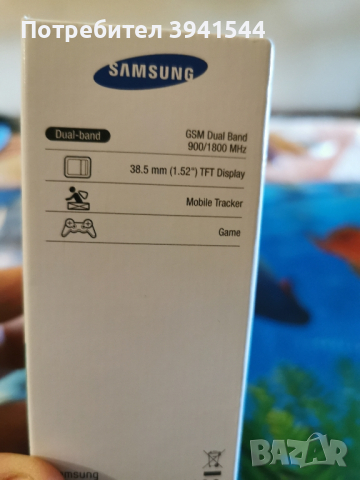 Потребител 3941544
SAMSUNG
Dual-band
GSM Dual Band
900/1800 MHz
38.5 mm (1.52") TFT Display
Mobile Tracker
Game
BAZAR